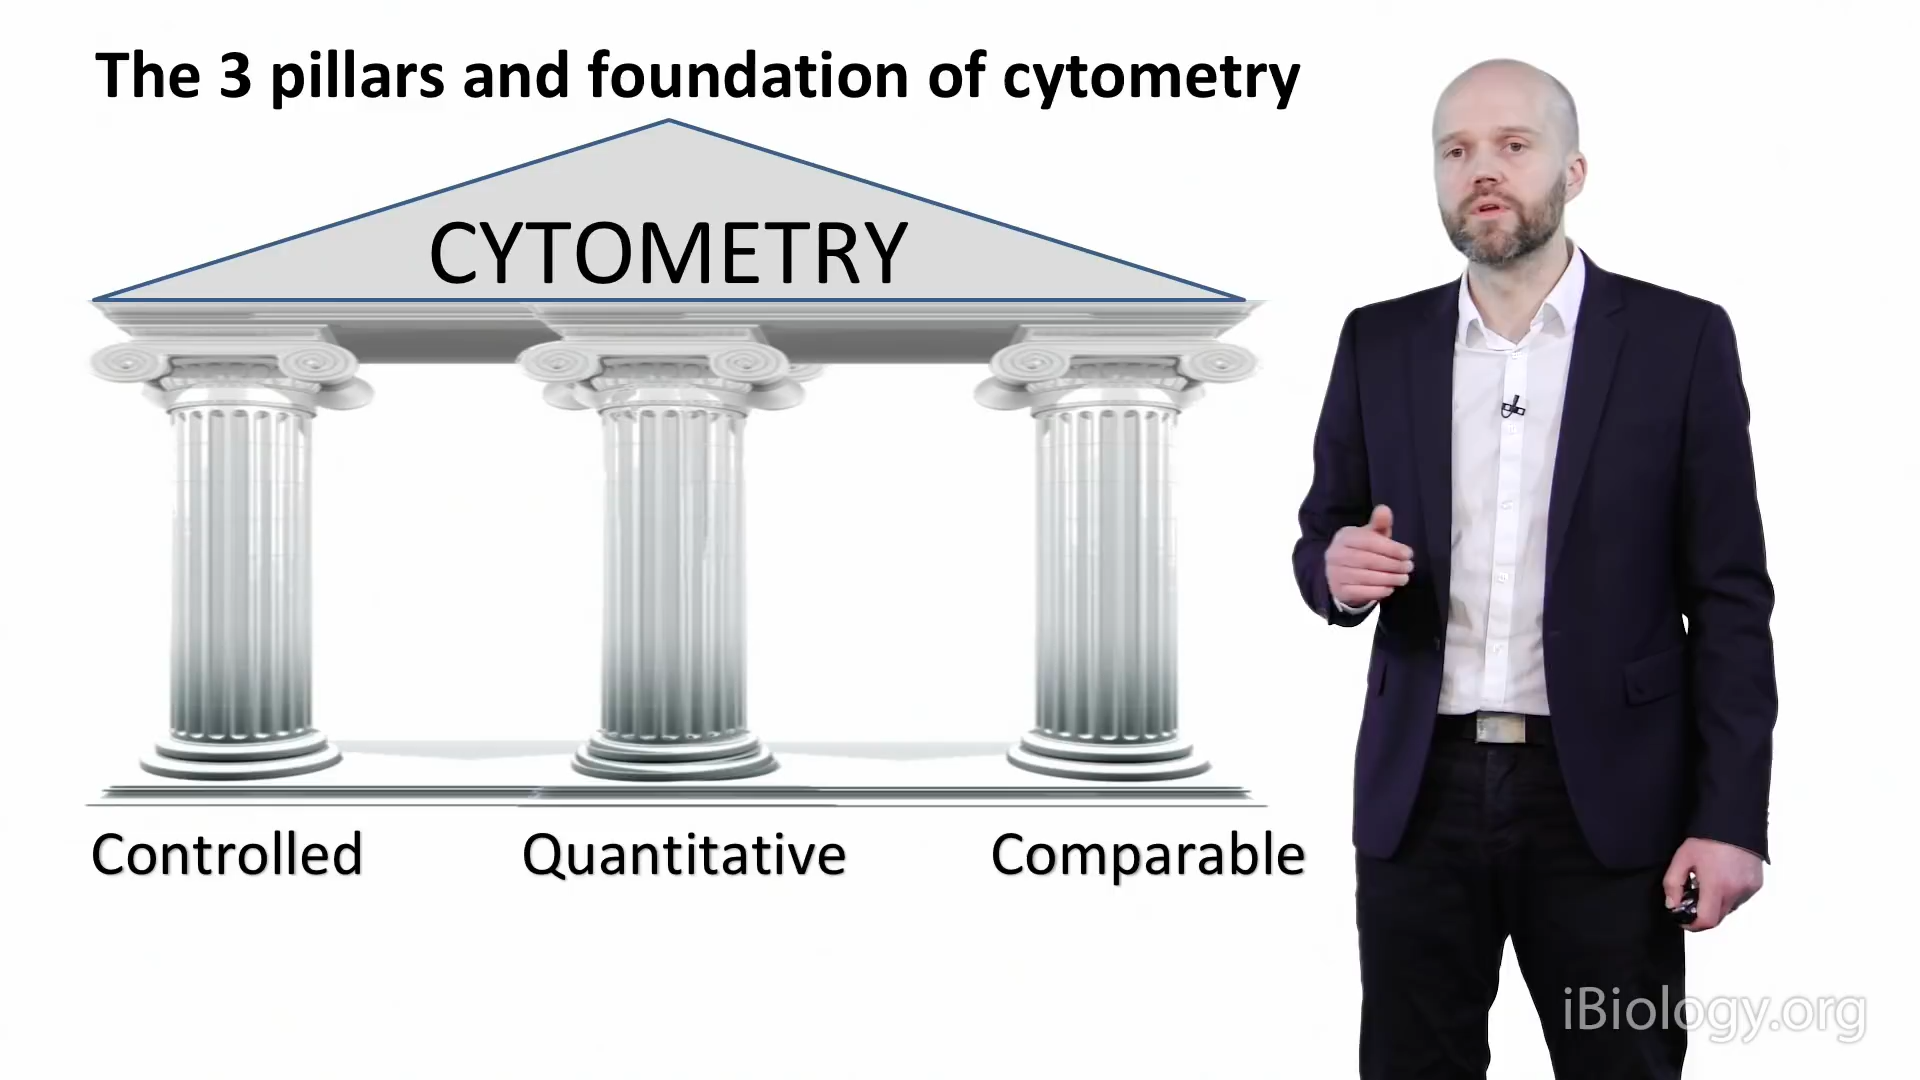 The 3 pillars and foundation of cytometry
CYTOMETRY
Controlled
Quantitative
Comparable
iBiology.org